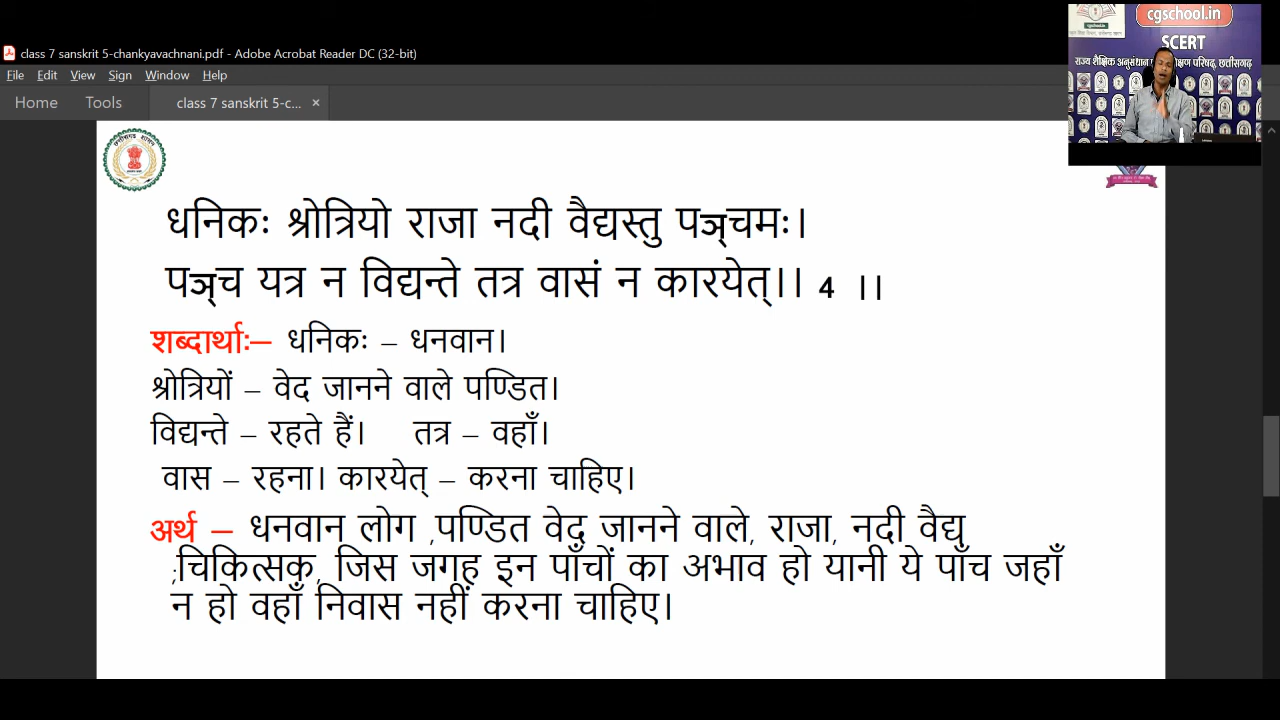 cgschool.in
SCERT
class 7 sanskrit 5-chankyavachnani.pdf - Adobe Acrobat Reader DC (32-bit)
File Edit View Sign Window Help
Home Tools class 7 sanskrit 5-c... ×
धनिकः श्रोत्रियो राजा नदी वैद्यस्तु पञ्चमः।
पञ्च यत्र न विद्यन्ते तत्र वासं न कारयेत्।। 4 ।।
शब्दार्थाः– धनिकः – धनवान।
श्रोत्रियों – वेद जानने वाले पण्डित।
विद्यन्ते – रहते हैं। तत्र – वहाँ।
वास – रहना। कारयेत् – करना चाहिए।
अर्थ – धनवान लोग ,पण्डित वेद जानने वाले, राजा, नदी वैद्य
;चिकित्सक, जिस जगह इन पाँचों का अभाव हो यानी ये पाँच जहाँ
न हो वहाँ निवास नहीं करना चाहिए।